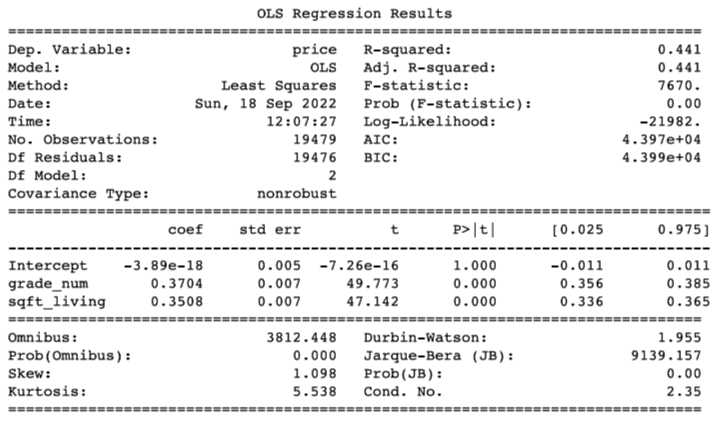 OLS Regression Results
==============================================================================
Dep. Variable: price R-squared: 0.441
Model: OLS Adj. R-squared: 0.441
Method: Least Squares F-statistic: 7670.
Date: Sun, 18 Sep 2022 Prob (F-statistic): 0.00
Time: 12:07:27 Log-Likelihood: -21982.
No. Observations: 19479 AIC: 4.397e+04
Df Residuals: 19476 BIC: 4.399e+04
Df Model: 2
Covariance Type: nonrobust
==============================================================================
coef std err t P>|t| [0.025 0.975]
------------------------------------------------------------------------------
Intercept -3.89e-18 0.005 -7.26e-16 1.000 -0.011 0.011
grade_num 0.3704 0.007 49.773 0.000 0.356 0.385
sqft_living 0.3508 0.007 47.142 0.000 0.336 0.365
==============================================================================
Omnibus: 3812.448 Durbin-Watson: 1.955
Prob(Omnibus): 0.000 Jarque-Bera (JB): 9139.157
Skew: 1.098 Prob(JB): 0.00
Kurtosis: 5.538 Cond. No. 2.35
==============================================================================